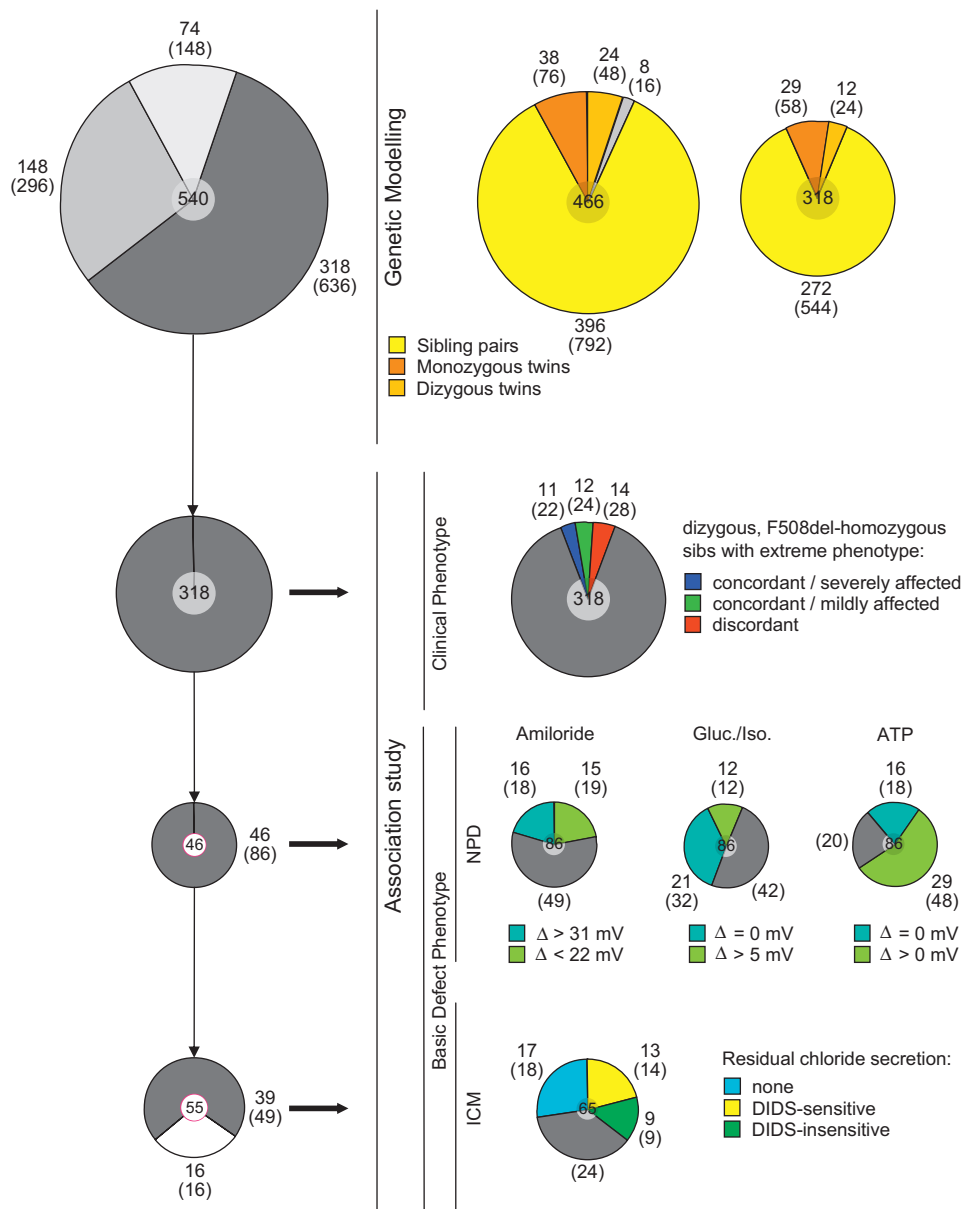 74
(148)
148
(296)
540
318
(636)
Genetic Modelling
38
(76)
24
(48)
8
(16)
466
396
(792)
29
(58)
12
(24)
318
272
(544)
Sibling pairs
Monozygous twins
Dizygous twins
318
Association study
Clinical Phenotype
11
(22)
12
(24)
14
(28)
318
dizygous, F508del-homozygous
sibs with extreme phenotype:
concordant / severely affected
concordant / mildly affected
discordant
46
46
(86)
Basic Defect Phenotype
NPD
Amiloride
16
(18)
15
(19)
86
(49)
Δ > 31 mV
Δ < 22 mV
Gluc./Iso.
12
(12)
86
21
(32)
(42)
Δ = 0 mV
Δ > 5 mV
ATP
16
(18)
(20)
86
29
(48)
Δ = 0 mV
Δ > 0 mV
55
39
(49)
16
(16)
ICM
17
(18)
13
(14)
65
9
(9)
(24)
Residual chloride secretion:
none
DIDS-sensitive
DIDS-insensitive